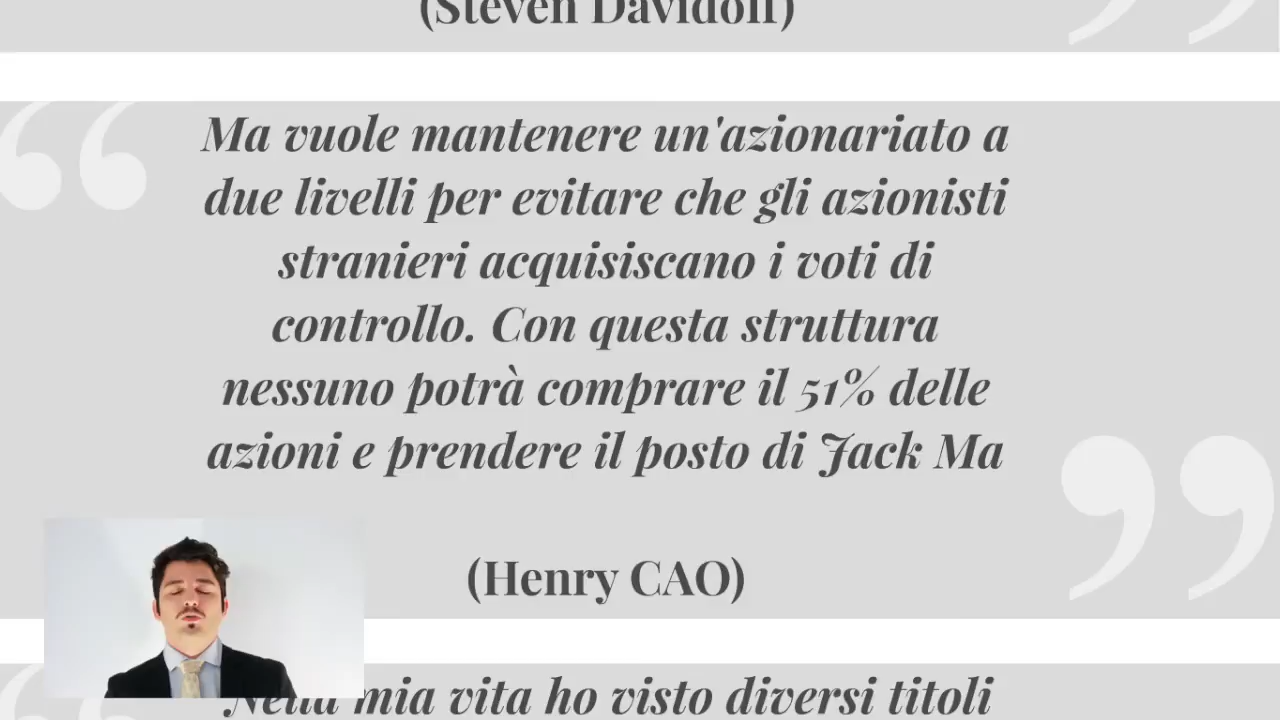 (Steven Davidoff)
Ma vuole mantenere un'azionariato a
due livelli per evitare che gli azionisti
stranieri acquisiscano i voti di
controllo. Con questa struttura
nessuno potrà comprare il 51% delle
azioni e prendere il posto di Jack Ma
(Henry CAO)
Nella mia vita ho visto diversi titoli